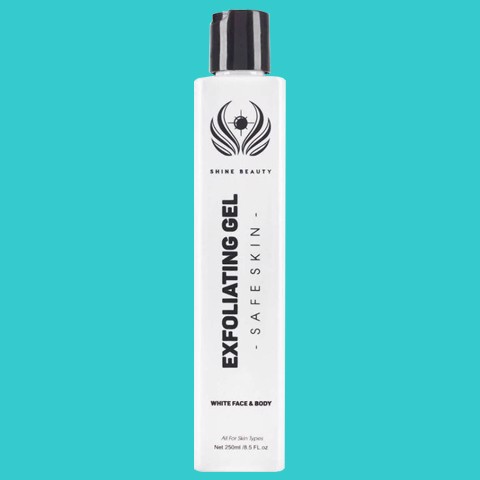 SHINE BEAUTY
EXFOLIATING GEL
- SAFE SKIN -
WHITE FACE & BODY
All For Skin Types
Net 250ml /8.5 FL oz